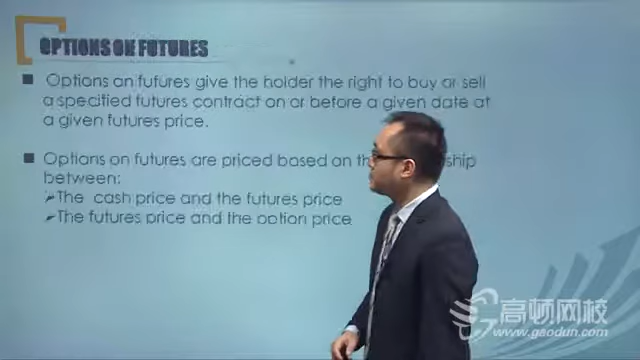 OPTIONS ON FUTURES
Options on futures give the holder the right to buy or sell
a specified futures contract on or before a given date at
a given futures price.
Options on futures are priced based on
between:
The cash price and the futures price
The futures price and the option price
高顿网校
www.gaodun.com